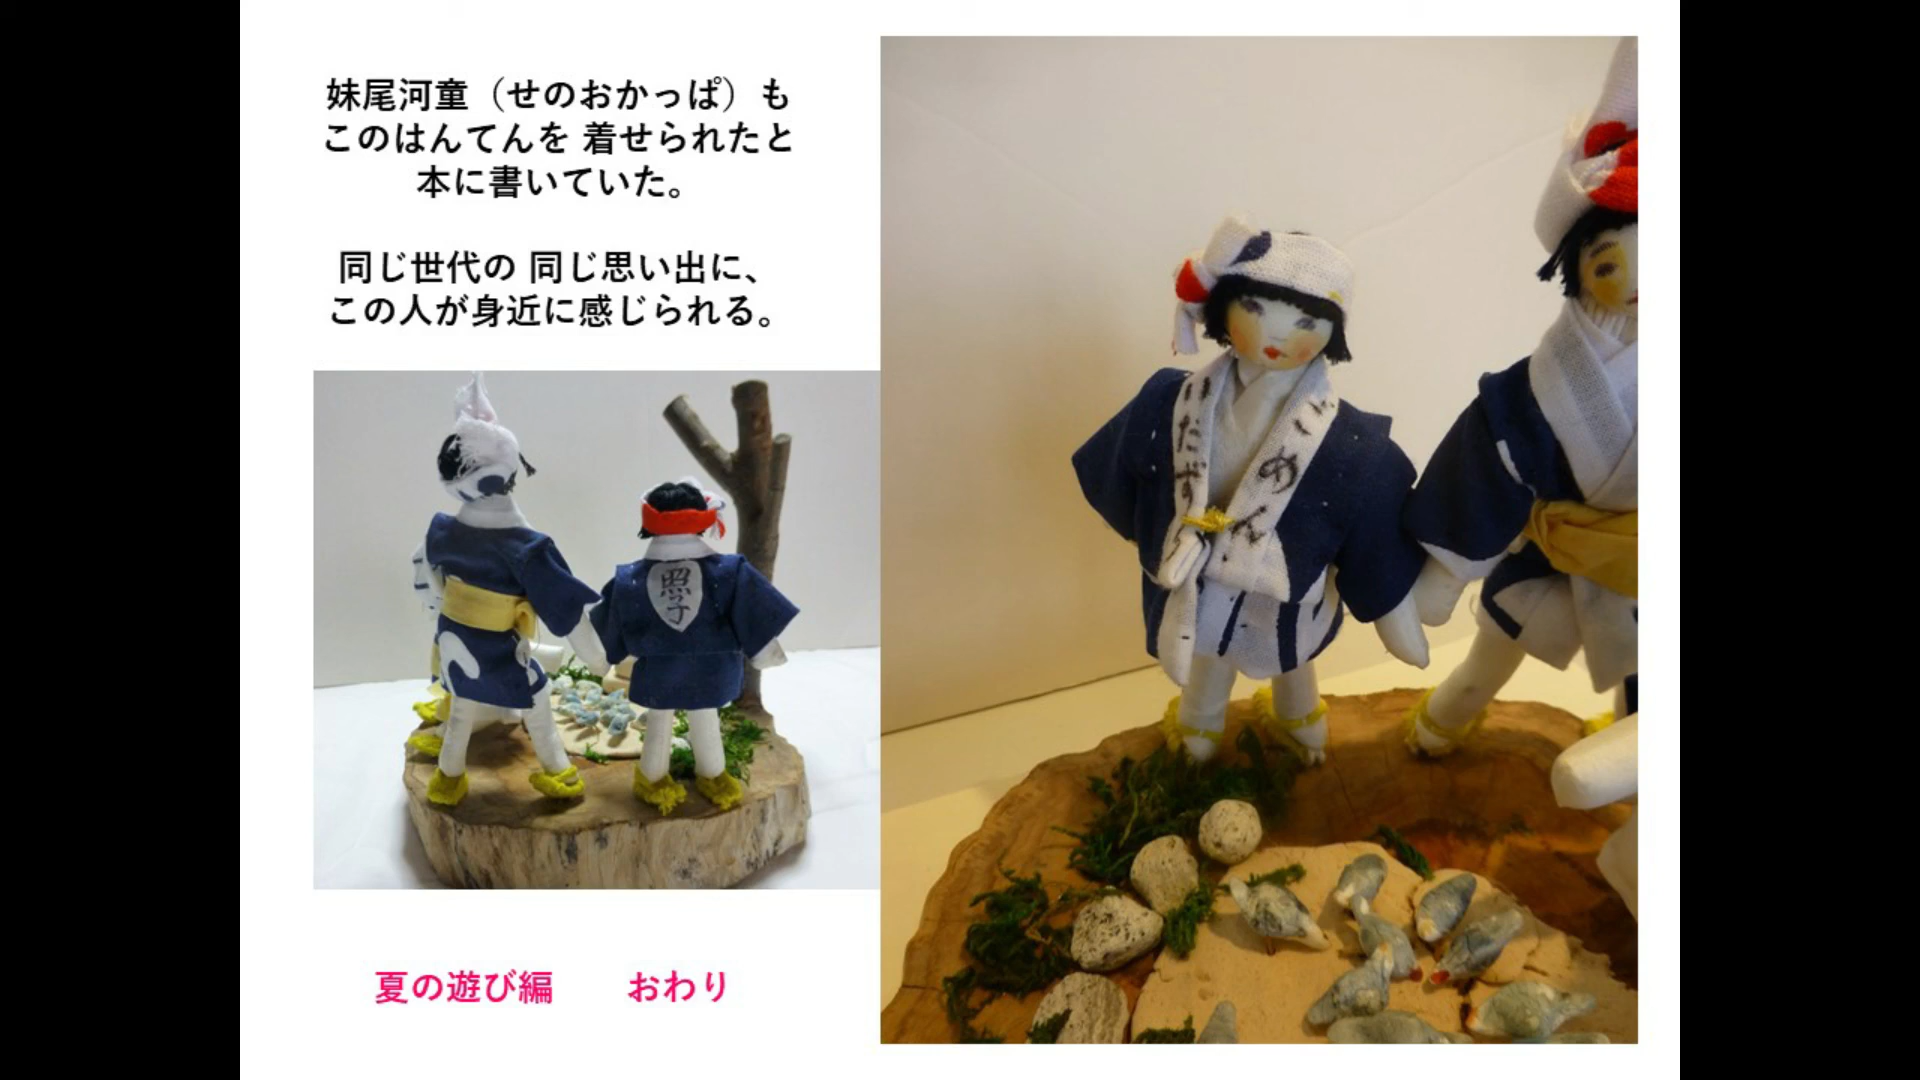 妹尾河童（せのおかっぱ）も
このはんてんを 着せられたと
本に書いていた。
同じ世代の 同じ思い出に、
この人が身近に感じられる。
照子
いたずら
ごめん
夏の遊び編　　おわり